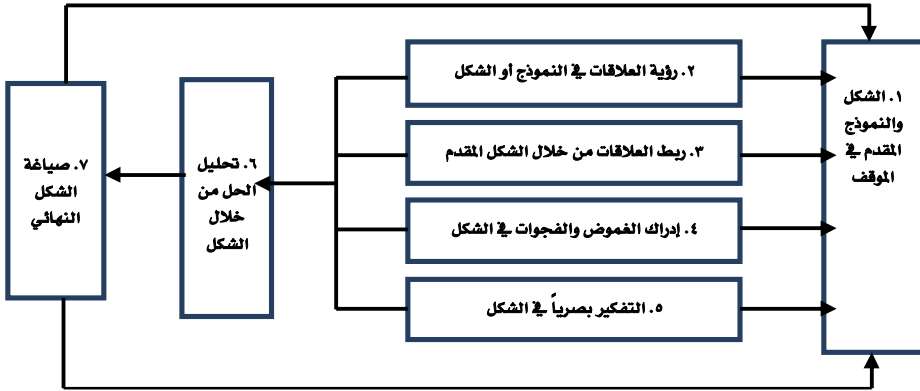 ١. الشكل
والنموذج
المقدم في
الموقف
٢. رؤية العلاقات في النموذج أو الشكل
٣. ربط العلاقات من خلال الشكل المقدم
٤. إدراك الغموض والفجوات في الشكل
٥. التفكير بصرياً في الشكل
٦. تحليل
الحل من
خلال
الشكل
٧. صياغة
الشكل
النهائي